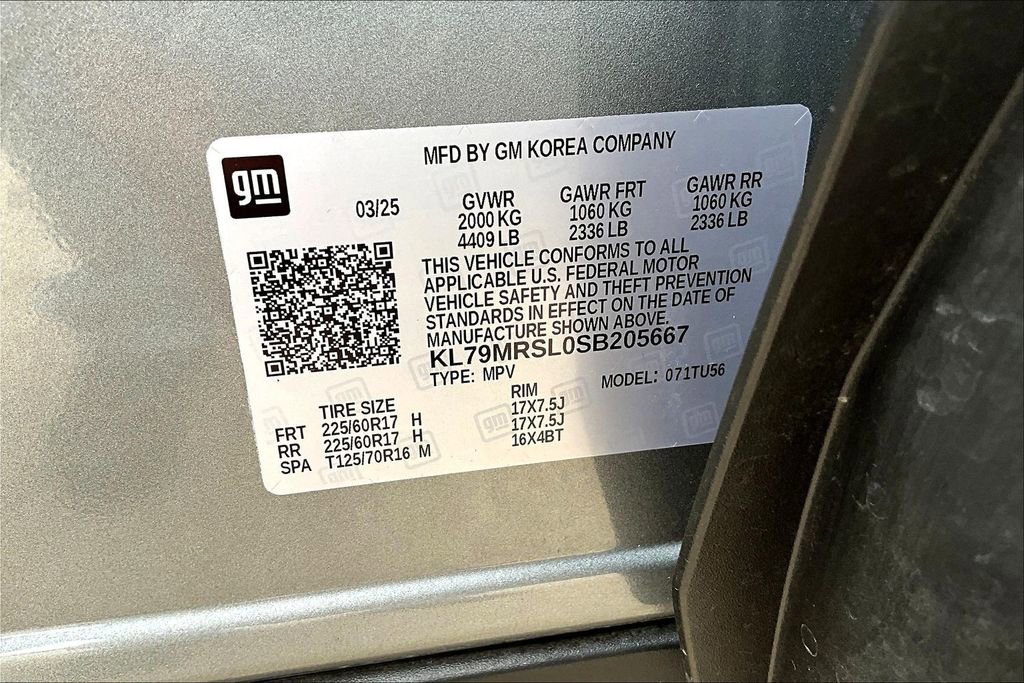 gm
MFD BY GM KOREA COMPANY
03/25
GVWR GAWR FRT GAWR RR
2000 KG 1060 KG 1060 KG
4409 LB 2336 LB 2336 LB
THIS VEHICLE CONFORMS TO ALL
APPLICABLE U.S. FEDERAL MOTOR
VEHICLE SAFETY AND THEFT PREVENTION
STANDARDS IN EFFECT ON THE DATE OF
MANUFACTURE SHOWN ABOVE.
KL79MRSL0SB205667
TYPE: MPV MODEL: 071TU56
TIRE SIZE RIM
FRT 225/60R17 H 17X7.5J
RR 225/60R17 H 17X7.5J
SPA T125/70R16 M 16X4BT